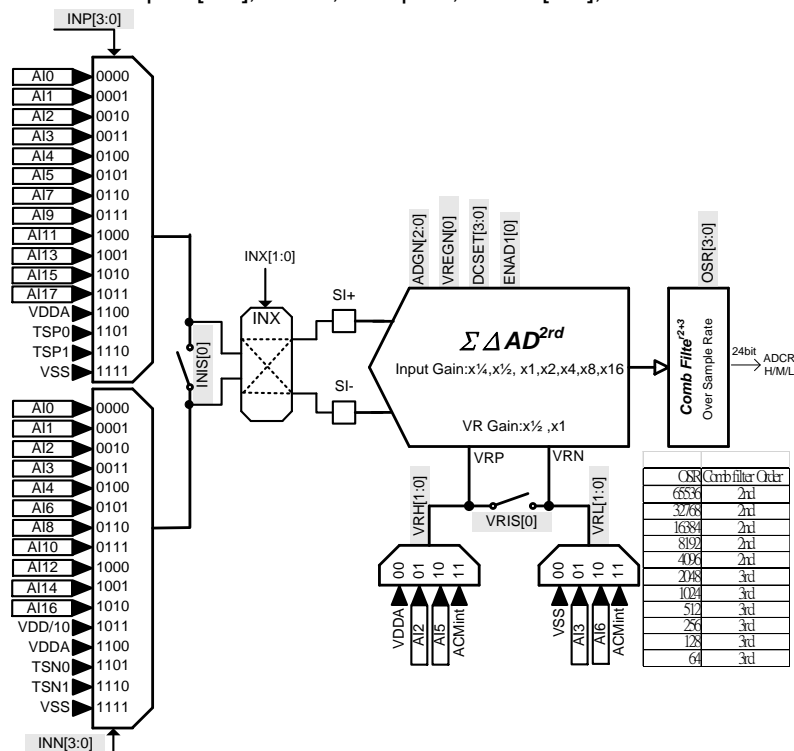 INP[3:0]
AI0 0000
AI1 0001
AI2 0010
AI3 0011
AI4 0100
AI5 0101
AI7 0110
AI9 0111
AI11 1000
AI13 1001
AI15 1010
AI17 1011
VDDA 1100
TSP0 1101
TSP1 1110
VSS 1111
AI0 0000
AI1 0001
AI2 0010
AI3 0011
AI4 0100
AI6 0101
AI8 0110
AI10 0111
AI12 1000
AI14 1001
AI16 1010
VDD/10 1011
VDDA 1100
TSN0 1101
TSN1 1110
VSS 1111
INN[3:0]
INIS[0]
INX[1:0]
INX
SI+
SI-
ADGN[2:0]
VREGN[0]
DCSET[3:0]
ENAD1[0]
ΣΔAD2rd
Input Gain:x¼,x½, x1,x2,x4,x8,x16
VR Gain:x½ ,x1
VRP
VRN
VRH[1:0]
VRIS[0]
VRL[1:0]
00 01 10 11
VDDA AI2 AI5 ACMint
00 01 10 11
VSS AI3 AI6 ACMint
OSR[3:0]
Comb Filter2+3
Over Sample Rate
24bit
ADCR
H/M/L
OSR Comb filter Order
65536 2nd
32768 2nd
16384 2nd
8192 2nd
4096 2nd
2048 3rd
1024 3rd
512 3rd
256 3rd
128 3rd
64 3rd